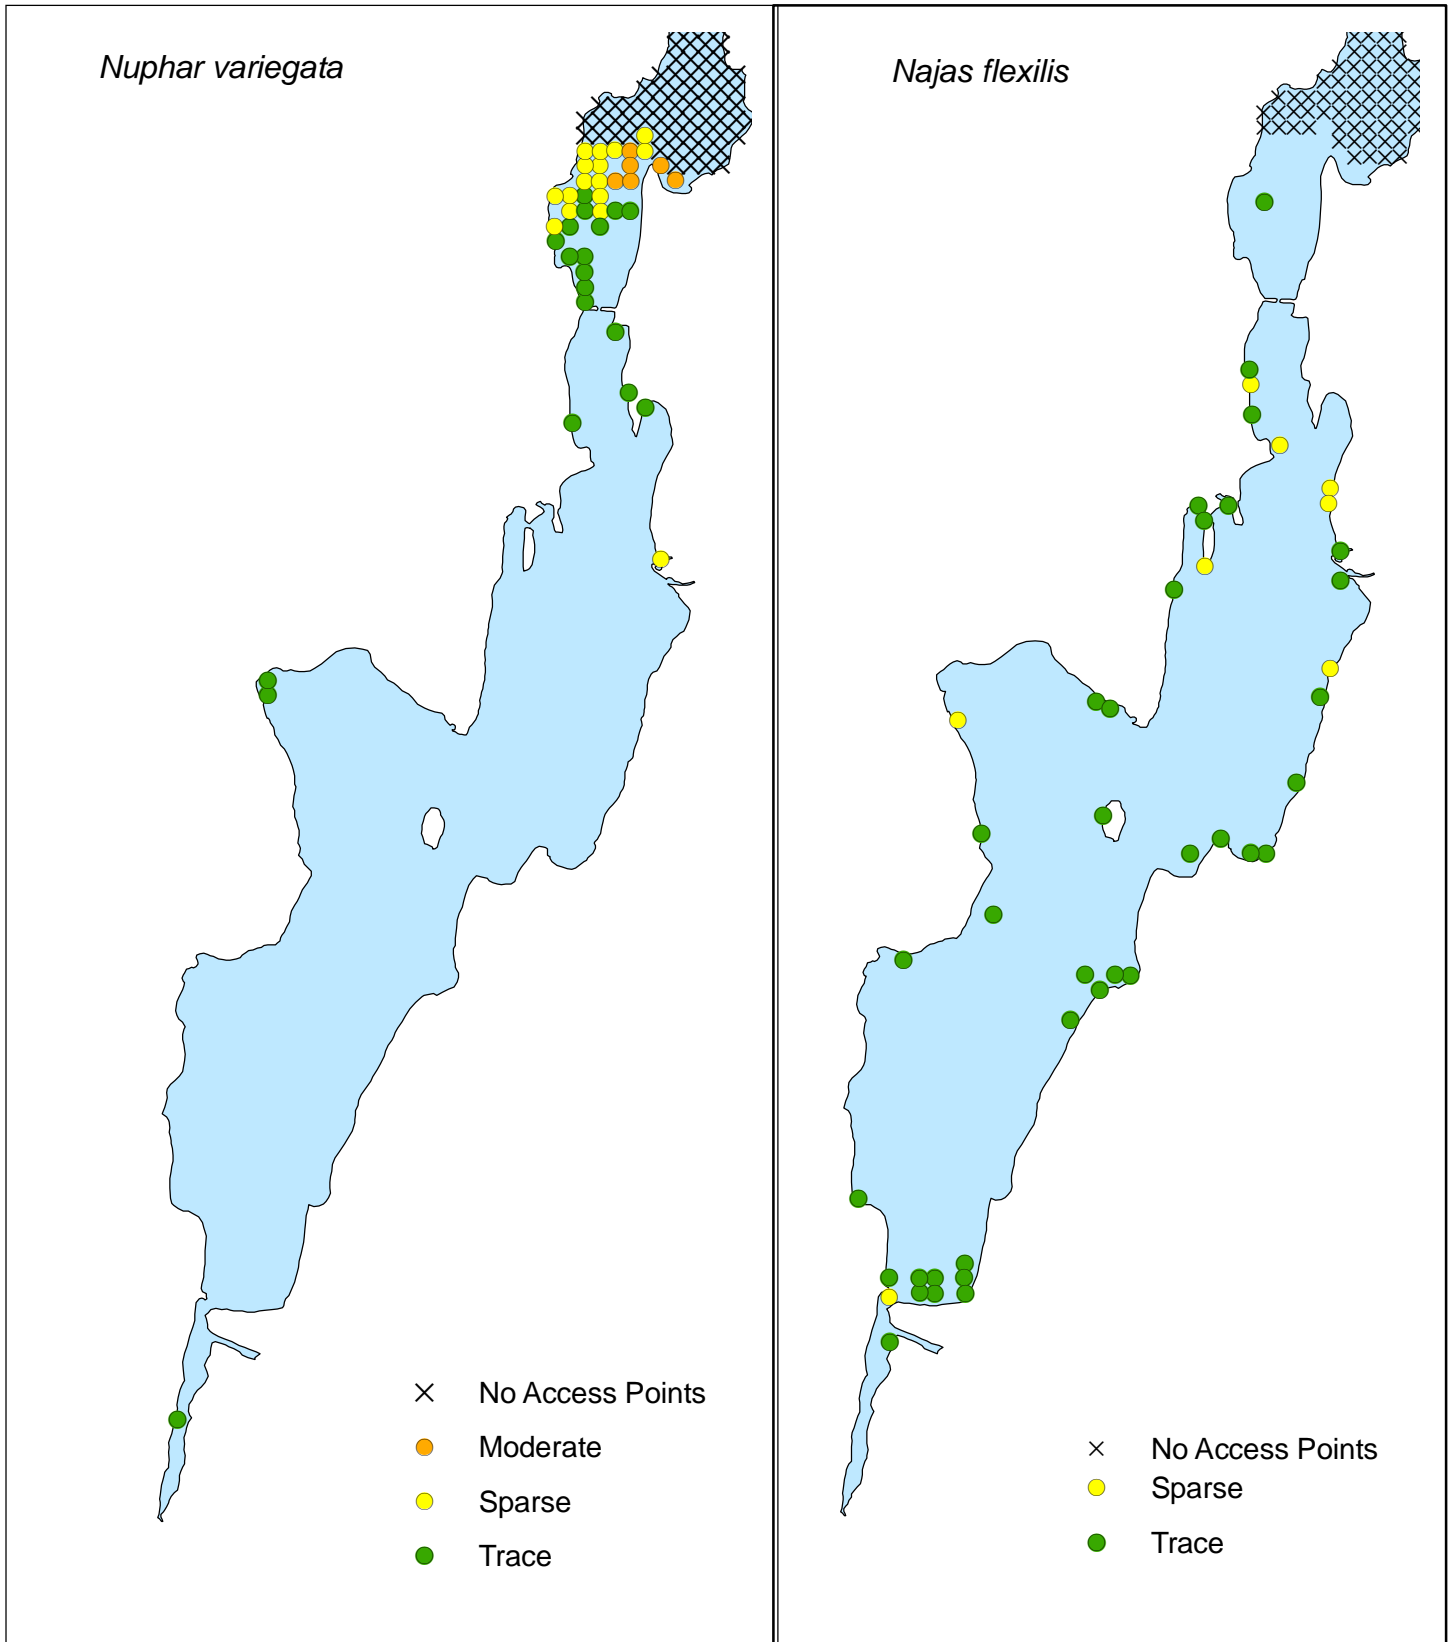 Nuphar variegata
No Access Points
Moderate
Sparse
Trace
Najas flexilis
No Access Points
Sparse
Trace